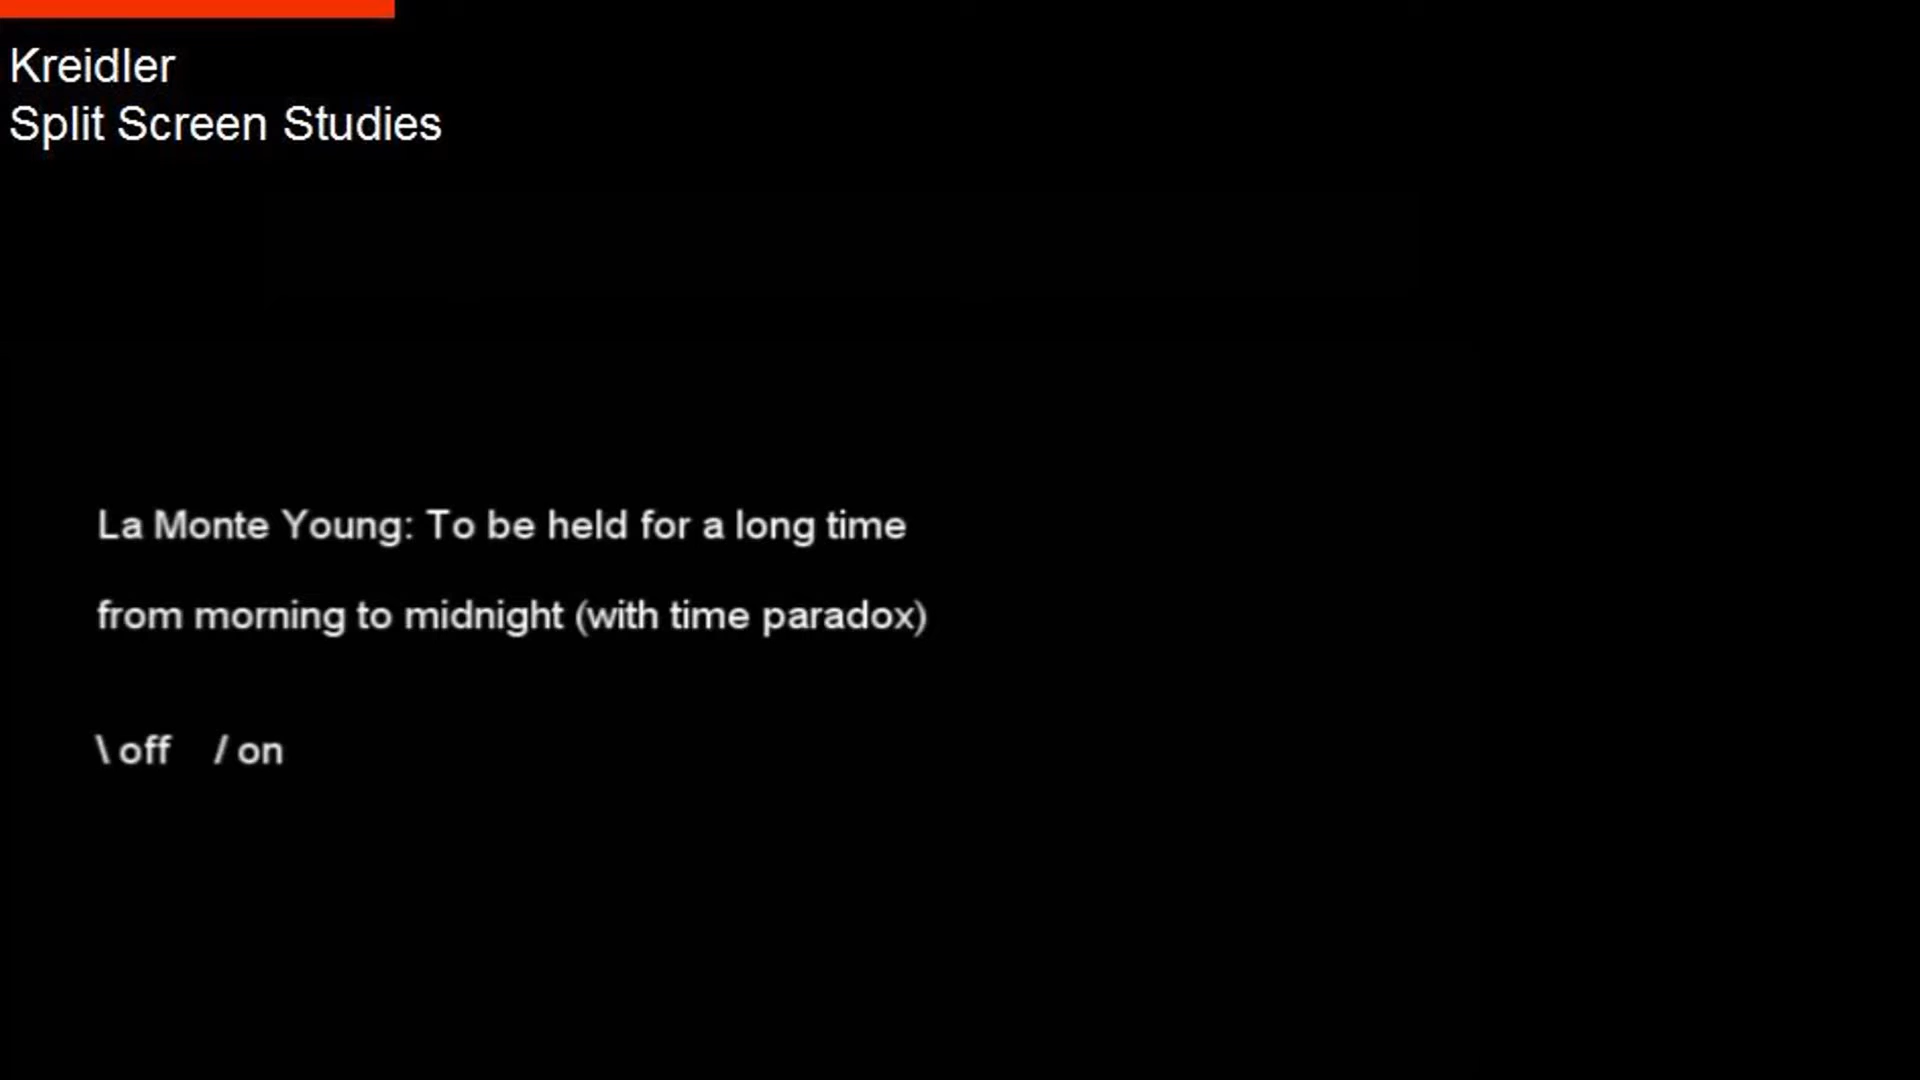 Kreidler
Split Screen Studies
La Monte Young: To be held for a long time
from morning to midnight (with time paradox)
\ off / on